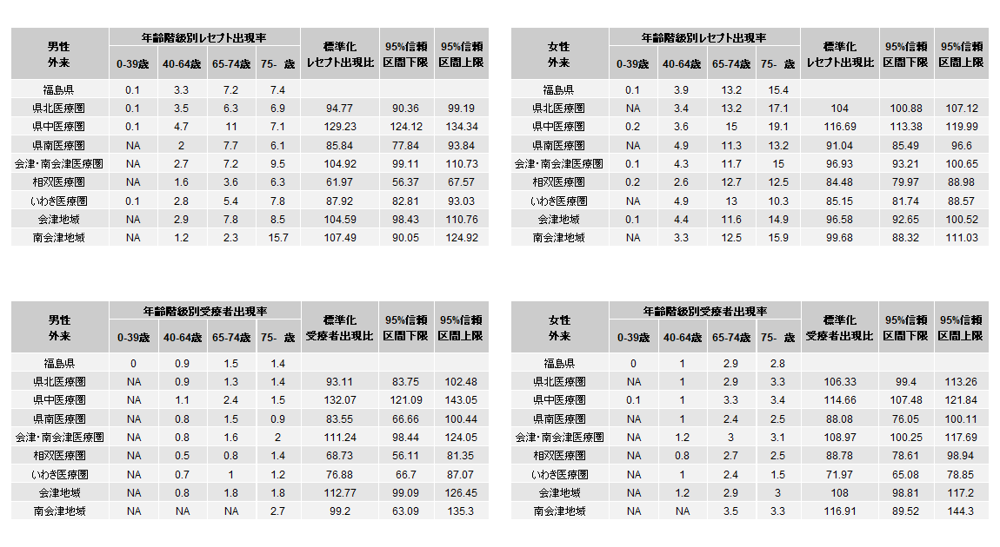 男性 外来 年齢階級別レセプト出現率 標準化 レセプト出現比 95%信頼 区間下限 95%信頼 区間上限
0-39歳 40-64歳 65-74歳 75- 歳
福島県 0.1 3.3 7.2 7.4
県北医療圏 0.1 3.5 6.3 6.9 94.77 90.36 99.19
県中医療圏 0.1 4.7 11 7.1 129.23 124.12 134.34
県南医療圏 NA 2 7.7 6.1 85.84 77.84 93.84
会津・南会津医療圏 NA 2.7 7.2 9.5 104.92 99.11 110.73
相双医療圏 NA 1.6 3.6 6.3 61.97 56.37 67.57
いわき医療圏 0.1 2.8 5.4 7.8 87.92 82.81 93.03
会津地域 NA 2.9 7.8 8.5 104.59 98.43 110.76
南会津地域 NA 1.2 2.3 15.7 107.49 90.05 124.92
女性 外来 年齢階級別レセプト出現率 標準化 レセプト出現比 95%信頼 区間下限 95%信頼 区間上限
0-39歳 40-64歳 65-74歳 75- 歳
福島県 0.1 3.9 13.2 15.4
県北医療圏 NA 3.4 13.2 17.1 104 100.88 107.12
県中医療圏 0.2 3.6 15 19.1 116.69 113.38 119.99
県南医療圏 NA 4.9 11.3 13.2 91.04 85.49 96.6
会津・南会津医療圏 0.1 4.3 11.7 15 96.93 93.21 100.65
相双医療圏 0.2 2.6 12.7 12.5 84.48 79.97 88.98
いわき医療圏 NA 4.9 13 10.3 85.15 81.74 88.57
会津地域 0.1 4.4 11.6 14.9 96.58 92.65 100.52
南会津地域 NA 3.3 12.5 15.9 99.68 88.32 111.03
男性 外来 年齢階級別受療者出現率 標準化 受療者出現比 95%信頼 区間下限 95%信頼 区間上限
0-39歳 40-64歳 65-74歳 75- 歳
福島県 0 0.9 1.5 1.4
県北医療圏 NA 0.9 1.3 1.4 93.11 83.75 102.48
県中医療圏 NA 1.1 2.4 1.5 132.07 121.09 143.05
県南医療圏 NA 0.8 1.5 0.9 83.55 66.66 100.44
会津・南会津医療圏 NA 0.8 1.6 2 111.24 98.44 124.05
相双医療圏 NA 0.5 0.8 1.4 68.73 56.11 81.35
いわき医療圏 NA 0.7 1 1.2 76.88 66.7 87.07
会津地域 NA 0.8 1.8 1.8 112.77 99.09 126.45
南会津地域 NA NA NA 2.7 99.2 63.09 135.3
女性 外来 年齢階級別受療者出現率 標準化 受療者出現比 95%信頼 区間下限 95%信頼 区間上限
0-39歳 40-64歳 65-74歳 75- 歳
福島県 0 1 2.9 2.8
県北医療圏 NA 1 2.9 3.3 106.33 99.4 113.26
県中医療圏 0.1 1 3.3 3.4 114.66 107.48 121.84
県南医療圏 NA 1 2.4 2.5 88.08 76.05 100.11
会津・南会津医療圏 NA 1.2 3 3.1 108.97 100.25 117.69
相双医療圏 NA 0.8 2.7 2.5 88.78 78.61 98.94
いわき医療圏 NA 1 2.4 1.5 71.97 65.08 78.85
会津地域 NA 1.2 2.9 3 108 98.81 117.2
南会津地域 NA NA 3.5 3.3 116.91 89.52 144.3